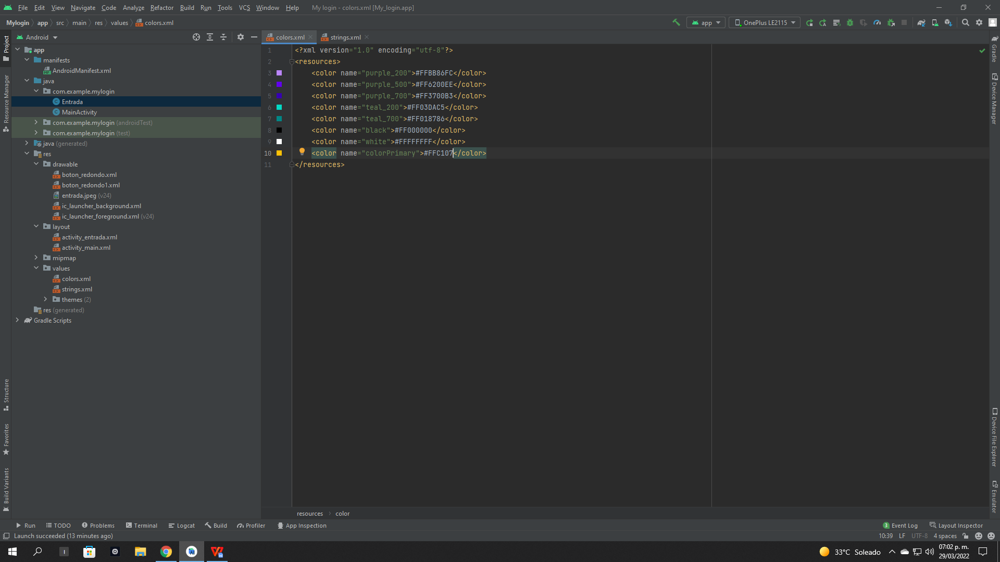 File Edit View Navigate Code Analyze Refactor Build Run Tools VCS Window Help My login - colors.xml [My_login.app]
Mylogin app src main res values colors.xml
app OnePlus LE2115
Android
colors.xml strings.xml
Project
Resource Manager
Structure
Favorites
Build Variants
app
manifests
AndroidManifest.xml
java
com.example.mylogin
Entrada
MainActivity
com.example.mylogin (androidTest)
com.example.mylogin (test)
java (generated)
res
drawable
boton_redondo.xml
boton_redondo1.xml
entrada.jpeg (v24)
ic_launcher_background.xml
ic_launcher_foreground.xml (v24)
layout
activity_entrada.xml
activity_main.xml
mipmap
values
colors.xml
strings.xml
themes (2)
res (generated)
Gradle Scripts
1 <?xml version="1.0" encoding="utf-8"?>
2 <resources>
3 <color name="purple_200">#FFBB86FC</color>
4 <color name="purple_500">#FF6200EE</color>
5 <color name="purple_700">#FF3700B3</color>
6 <color name="teal_200">#FF03DAC5</color>
7 <color name="teal_700">#FF018786</color>
8 <color name="black">#FF000000</color>
9 <color name="white">#FFFFFFFF</color>
10 <color name="colorPrimary">#FFC107</color>
11 </resources>
Gradle
Device Manager
Device File Explorer
Emulator
resources color
Run TODO Problems Terminal Logcat Build Profiler App Inspection 3 Event Log Layout Inspector
Launch succeeded (13 minutes ago) 10:39 LF UTF-8 4 spaces
33°C Soleado 07:02 p. m.
29/03/2022